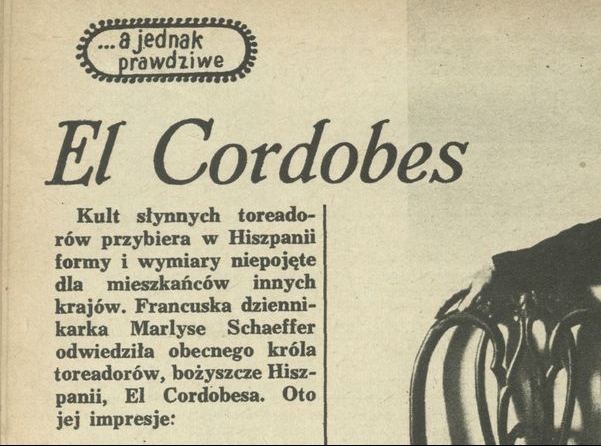 ...a jednak
prawdziwe
El Cordobes
Kult słynnych toreado-
rów przybiera w Hiszpanii
formy i wymiary niepojęte
dla mieszkańców innych
krajów. Francuska dzienni-
karka Marlyse Schaeffer
odwiedziła obecnego króla
toreadorów, bożyszcze Hisz-
panii, El Cordobesa. Oto
jej impresje: